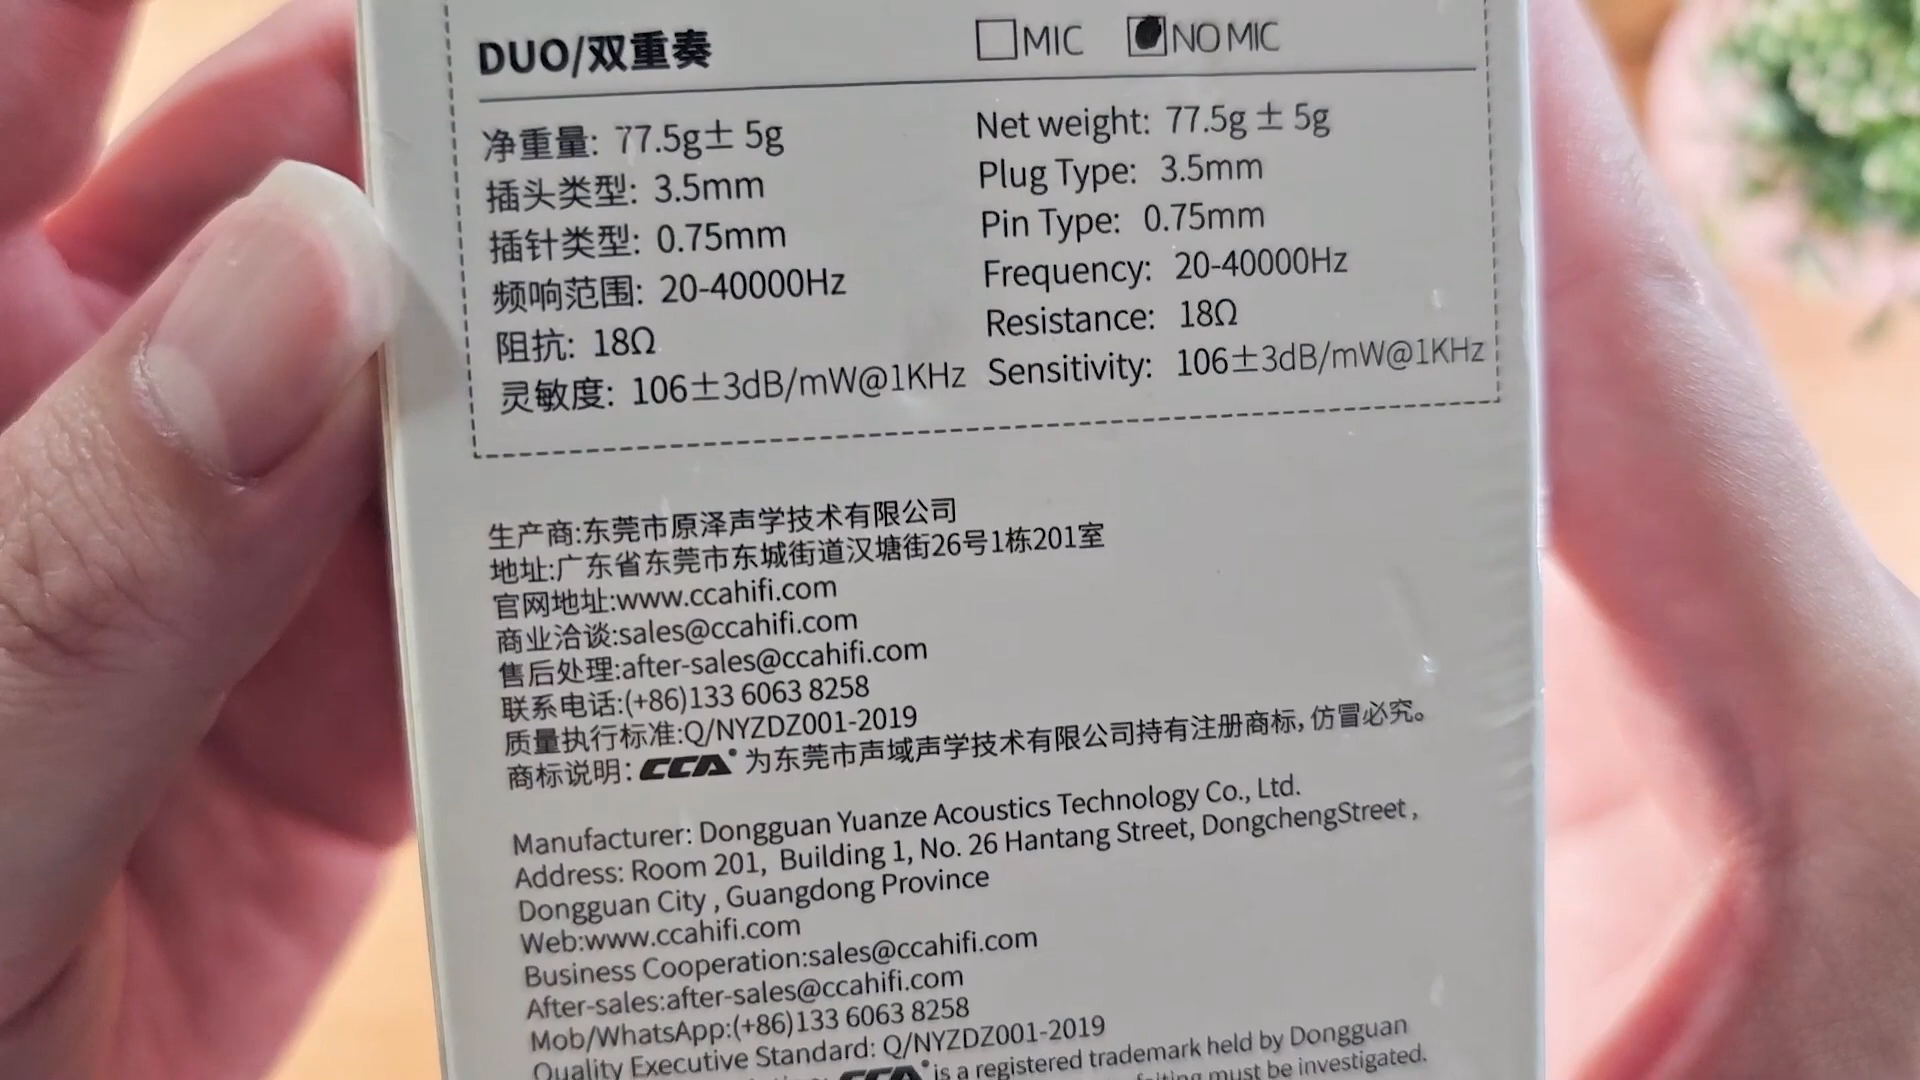 DUO/双重奏
MIC NO MIC
净重量: 77.5g± 5g
插头类型: 3.5mm
插针类型: 0.75mm
频响范围: 20-40000Hz
阻抗: 18Ω
灵敏度: 106±3dB/mW@1KHz
Net weight: 77.5g ± 5g
Plug Type: 3.5mm
Pin Type: 0.75mm
Frequency: 20-40000Hz
Resistance: 18Ω
Sensitivity: 106±3dB/mW@1KHz
生产商:东莞市原泽声学技术有限公司
地址:广东省东莞市东城街道汉塘街26号1栋201室
官网地址:www.ccahifi.com
商业洽谈:sales@ccahifi.com
售后处理:after-sales@ccahifi.com
联系电话:(+86)133 6063 8258
质量执行标准:Q/NYZDZ001-2019
商标说明: CCA 为东莞市声域声学技术有限公司持有注册商标, 仿冒必究。
Manufacturer: Dongguan Yuanze Acoustics Technology Co., Ltd.
Address: Room 201, Building 1, No. 26 Hantang Street, DongchengStreet ,
Dongguan City , Guangdong Province
Web:www.ccahifi.com
Business Cooperation:sales@ccahifi.com
After-sales:after-sales@ccahifi.com
Mob/WhatsApp:(+86)133 6063 8258
Quality Executive Standard: Q/NYZDZ001-2019
CCA is a registered trademark held by Dongguan
must be investigated.